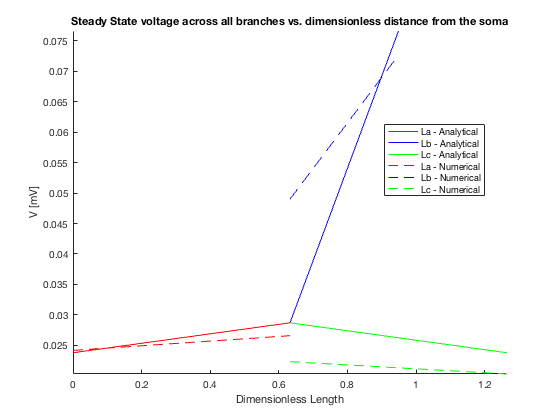 Steady State voltage across all branches vs. dimensionless distance from the soma
0.075
0.07
0.065
0.06
0.055
0.05
0.045
0.04
0.035
0.03
0.025
V [mV]
La - Analytical
Lb - Analytical
Lc - Analytical
La - Numerical
Lb - Numerical
Lc - Numerical
0 0.2 0.4 0.6 0.8 1 1.2
Dimensionless Length